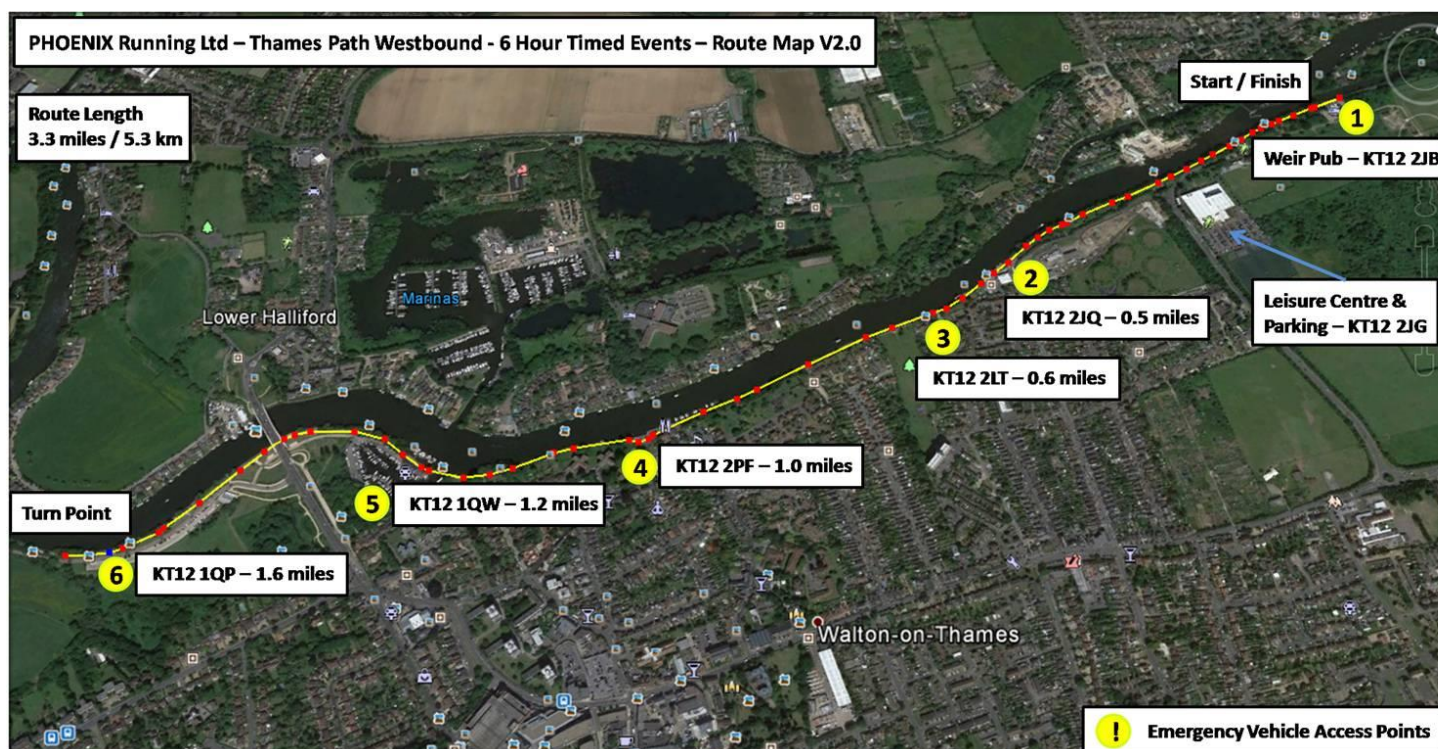 PHOENIX Running Ltd – Thames Path Westbound - 6 Hour Timed Events – Route Map V2.0
Route Length
3.3 miles / 5.3 km
Start / Finish
1
Weir Pub – KT12 2JB
Leisure Centre &
Parking – KT12 2JG
2
KT12 2JQ – 0.5 miles
3
KT12 2LT – 0.6 miles
Marinas
Lower Halliford
4
KT12 2PF – 1.0 miles
5
KT12 1QW – 1.2 miles
Turn Point
6
KT12 1QP – 1.6 miles
Walton-on-Thames
! Emergency Vehicle Access Points